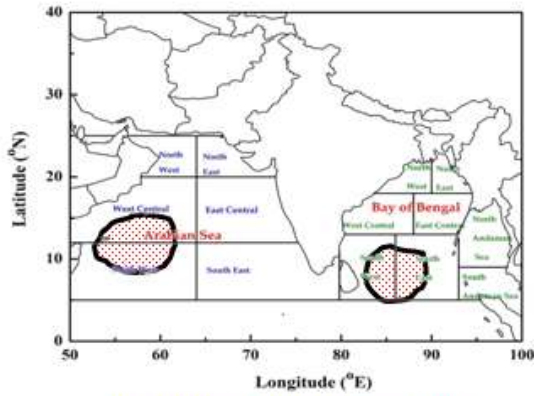 40
30
20
10
0
Latitude (°N)
North
West
North
East
West Central
East Central
Arabian Sea
South East
North
West
East
Bay of Bengal
West Central
East Central
North
Andaman
Sea
South
Andaman Sea
50 60 70 80 90 100
Longitude (°E)